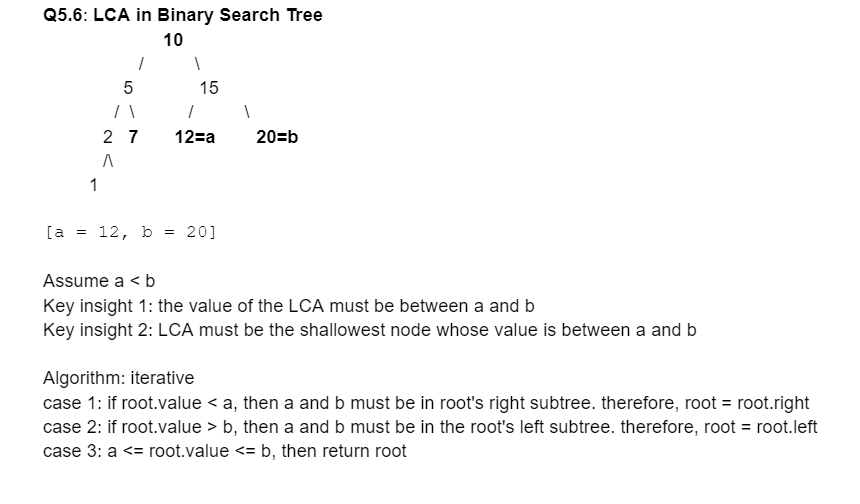 Q5.6: LCA in Binary Search Tree
10
/ \
5 15
/ \ / \
2 7 12=a 20=b
/\
1
[a = 12, b = 20]
Assume a < b
Key insight 1: the value of the LCA must be between a and b
Key insight 2: LCA must be the shallowest node whose value is between a and b
Algorithm: iterative
case 1: if root.value < a, then a and b must be in root's right subtree. therefore, root = root.right
case 2: if root.value > b, then a and b must be in the root's left subtree. therefore, root = root.left
case 3: a <= root.value <= b, then return root